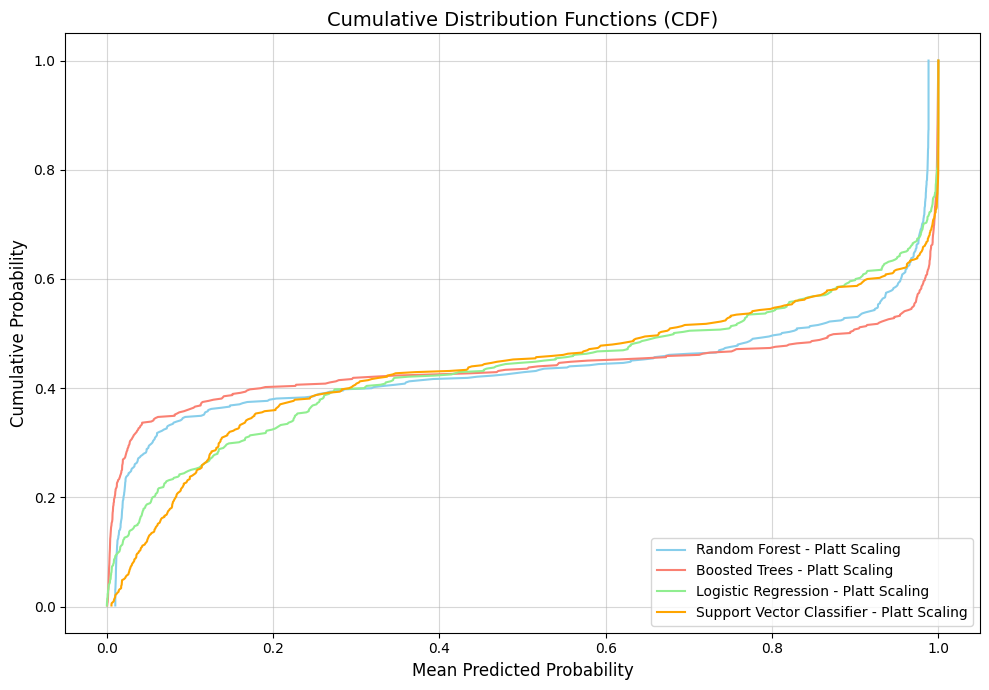 Cumulative Distribution Functions (CDF)
Cumulative Probability
1.0
0.8
0.6
0.4
0.2
0.0
Random Forest - Platt Scaling
Boosted Trees - Platt Scaling
Logistic Regression - Platt Scaling
Support Vector Classifier - Platt Scaling
0.0 0.2 0.4 0.6 0.8 1.0
Mean Predicted Probability